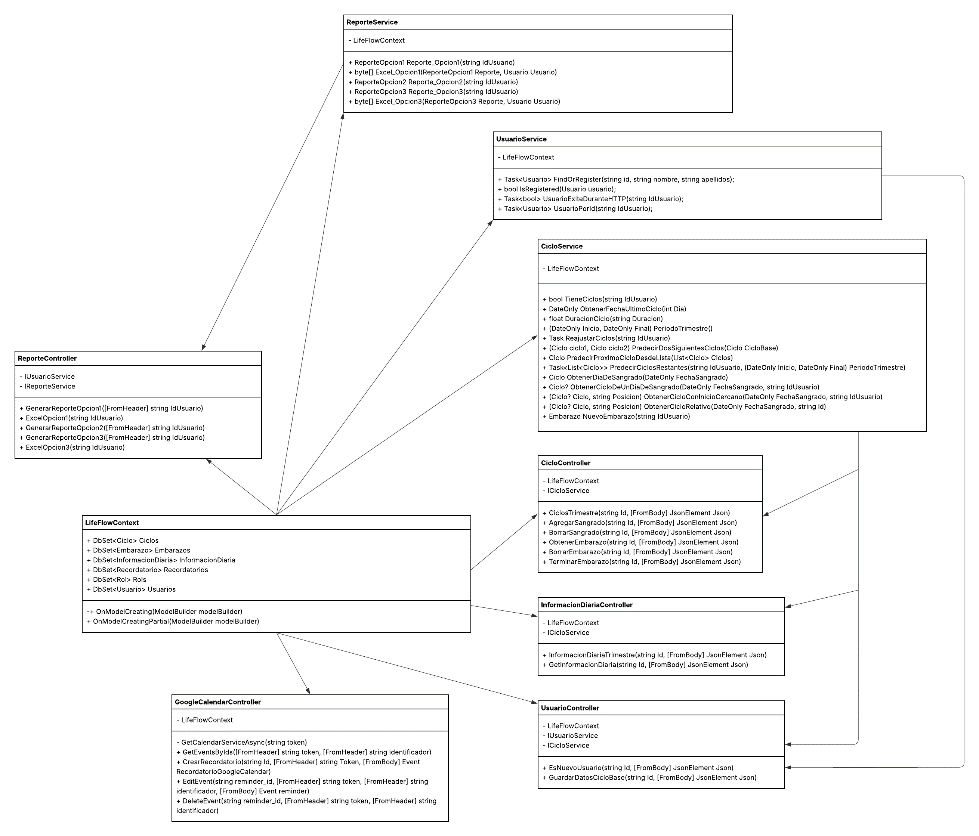 ReporteService
- LifeFlowContext
+ ReporteOpcion1 Reporte_Opcion1(string IdUsuario)
+ byte[] Excel_Opcion1(ReporteOpcion1 Reporte, Usuario Usuario)
+ ReporteOpcion2 Reporte_Opcion2(string IdUsuario)
+ ReporteOpcion3 Reporte_Opcion3(string IdUsuario)
+ byte[] Excel_Opcion3(ReporteOpcion3 Reporte, Usuario Usuario)
UsuarioService
- LifeFlowContext
+ Task<Usuario> FindOrRegister(string id, string nombre, string apellidos);
+ bool IsRegistered(Usuario usuario);
+ Task<bool> UsuarioExiteDuranteHTTP(string IdUsuario);
+ Task<Usuario> UsuarioPorId(string IdUsuario);
CicloService
- LifeFlowContext
+ bool TieneCiclos(string IdUsuario)
+ DateOnly ObtenerFechaUltimoCiclo(int Dia)
+ float DuracionCiclo(string Duracion)
+ (DateOnly Inicio, DateOnly Final) PeriodoTrimestre()
+ Task ReajustarCiclos(string IdUsuario)
+ (Ciclo ciclo1, Ciclo ciclo2) PredecirDosSiguientesCiclos(Ciclo CicloBase)
+ Ciclo PredecirProximoCicloDesdeLista(List<Ciclo> Ciclos)
+ Task<List<Ciclo>> PredecirCiclosRestantes(string IdUsuario, (DateOnly Inicio, DateOnly Final) PeriodoTrimestre)
+ Ciclo ObtenerDiaDeSangrado(DateOnly FechaSangrado)
+ Ciclo? ObtenerCicloDeUnDiaDeSangrado(DateOnly FechaSangrado, string IdUsuario)
+ (Ciclo? Ciclo, string Posicion) ObtenerCicloConInicioCercano(DateOnly FechaSangrado, string IdUsuario)
+ (Ciclo? Ciclo, string Posicion) ObtenerCicloRelativo(DateOnly FechaSangrado, string Id)
+ Embarazo NuevoEmbarazo(string IdUsuario)
ReporteController
- IUsuarioService
- IReporteService
+ GenerarReporteOpcion1([FromHeader] string IdUsuario)
+ ExcelOpcion1(string IdUsuario)
+ GenerarReporteOpcion2([FromHeader] string IdUsuario)
+ GenerarReporteOpcion3([FromHeader] string IdUsuario)
+ ExcelOpcion3(string IdUsuario)
CicloController
- LifeFlowContext
- ICicloService
+ CiclosTrimestre(string Id, [FromBody] JsonElement Json)
+ AgregarSangrado(string Id, [FromBody] JsonElement Json)
+ BorrarSangrado(string Id, [FromBody] JsonElement Json)
+ ObtenerEmbarazo(string Id, [FromBody] JsonElement Json)
+ BorrarEmbarazo(string Id, [FromBody] JsonElement Json)
+ TerminarEmbarazo(string Id, [FromBody] JsonElement Json)
LifeFlowContext
+ DbSet<Ciclo> Ciclos
+ DbSet<Embarazo> Embarazos
+ DbSet<InformacionDiaria> InformacionDiaria
+ DbSet<Recordatorio> Recordatorios
+ DbSet<Rol> Rols
+ DbSet<Usuario> Usuarios
-+ OnModelCreating(ModelBuilder modelBuilder)
+ OnModelCreatingPartial(ModelBuilder modelBuilder)
InformacionDiariaController
- LifeFlowContext
- ICicloService
+ InformacionDiariaTrimestre(string Id, [FromBody] JsonElement Json)
+ GetInformacionDiaria(string Id, [FromBody] JsonElement Json)
GoogleCalendarController
- LifeFlowContext
- GetCalendarServiceAsync(string token)
+ GetEventsByIds([FromHeader] string token, [FromHeader] string identificador)
+ CrearRecordatorio(string Id, [FromHeader] string Token, [FromBody] Event
RecordatorioGoogleCalendar)
+ EditEvent(string reminder_id, [FromHeader] string token, [FromHeader] string
identificador, [FromBody] Event reminder)
+ DeleteEvent(string reminder_id, [FromHeader] string token, [FromHeader] string
identificador)
UsuarioController
- LifeFlowContext
- IUsuarioService
- ICicloService
+ EsNuevoUsuario([FromBody] JsonElement Json)
+ GuardarDatosCicloBase(string Id, [FromBody] JsonElement Json)